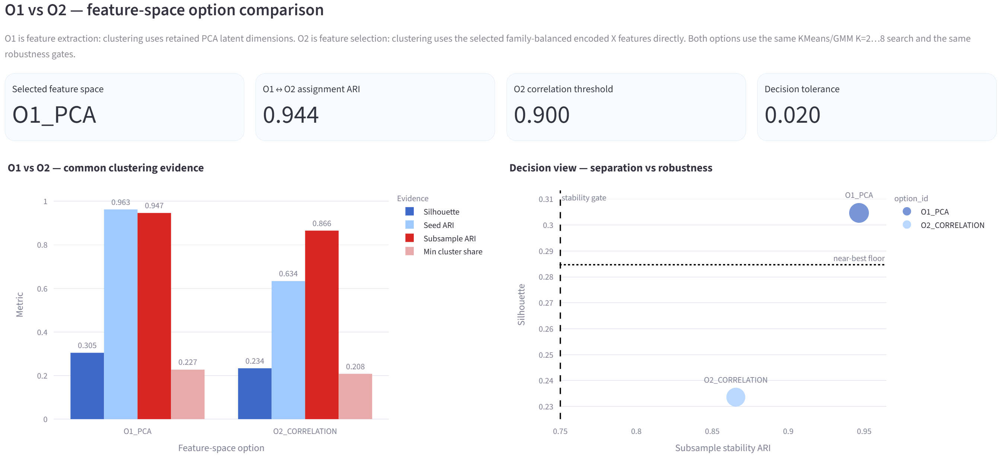 O1 vs O2 — feature-space option comparison
O1 is feature extraction: clustering uses retained PCA latent dimensions. O2 is feature selection: clustering uses the selected family-balanced encoded X features directly. Both options use the same KMeans/GMM K=2…8 search and the same
robustness gates.
Selected feature space
O1_PCA
O1 ↔ O2 assignment ARI
0.944
O2 correlation threshold
0.900
Decision tolerance
0.020
O1 vs O2 — common clustering evidence
Metric
1
0.8
0.6
0.4
0.2
0
0.305
0.963
0.947
0.227
0.234
0.634
0.866
0.208
O1_PCA
O2_CORRELATION
Feature-space option
Evidence
Silhouette
Seed ARI
Subsample ARI
Min cluster share
Decision view — separation vs robustness
Silhouette
0.31
0.3
0.29
0.28
0.27
0.26
0.25
0.24
0.23
stability gate
O1_PCA
near-best floor
O2_CORRELATION
0.75
0.8
0.85
0.9
0.95
Subsample stability ARI
option_id
O1_PCA
O2_CORRELATION